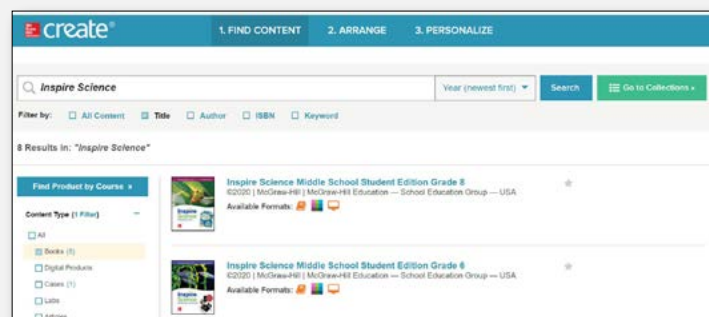 create®
1. FIND CONTENT 2. ARRANGE 3. PERSONALIZE
Inspire Science Year (newest first) Search Go to Collections »
Filter by: All Content Title Author ISBN Keyword
8 Results in: "Inspire Science"
Find Product by Course »
Content Type (1 Filter) −
All
Books (8)
Digital Products
Cases (1)
Labs
Articles
Inspire Science Middle School Student Edition Grade 8
©2020 | McGraw-Hill | McGraw-Hill Education — School Education Group — USA
Available Formats:
Inspire Science Middle School Student Edition Grade 6
©2020 | McGraw-Hill | McGraw-Hill Education — School Education Group — USA
Available Formats: